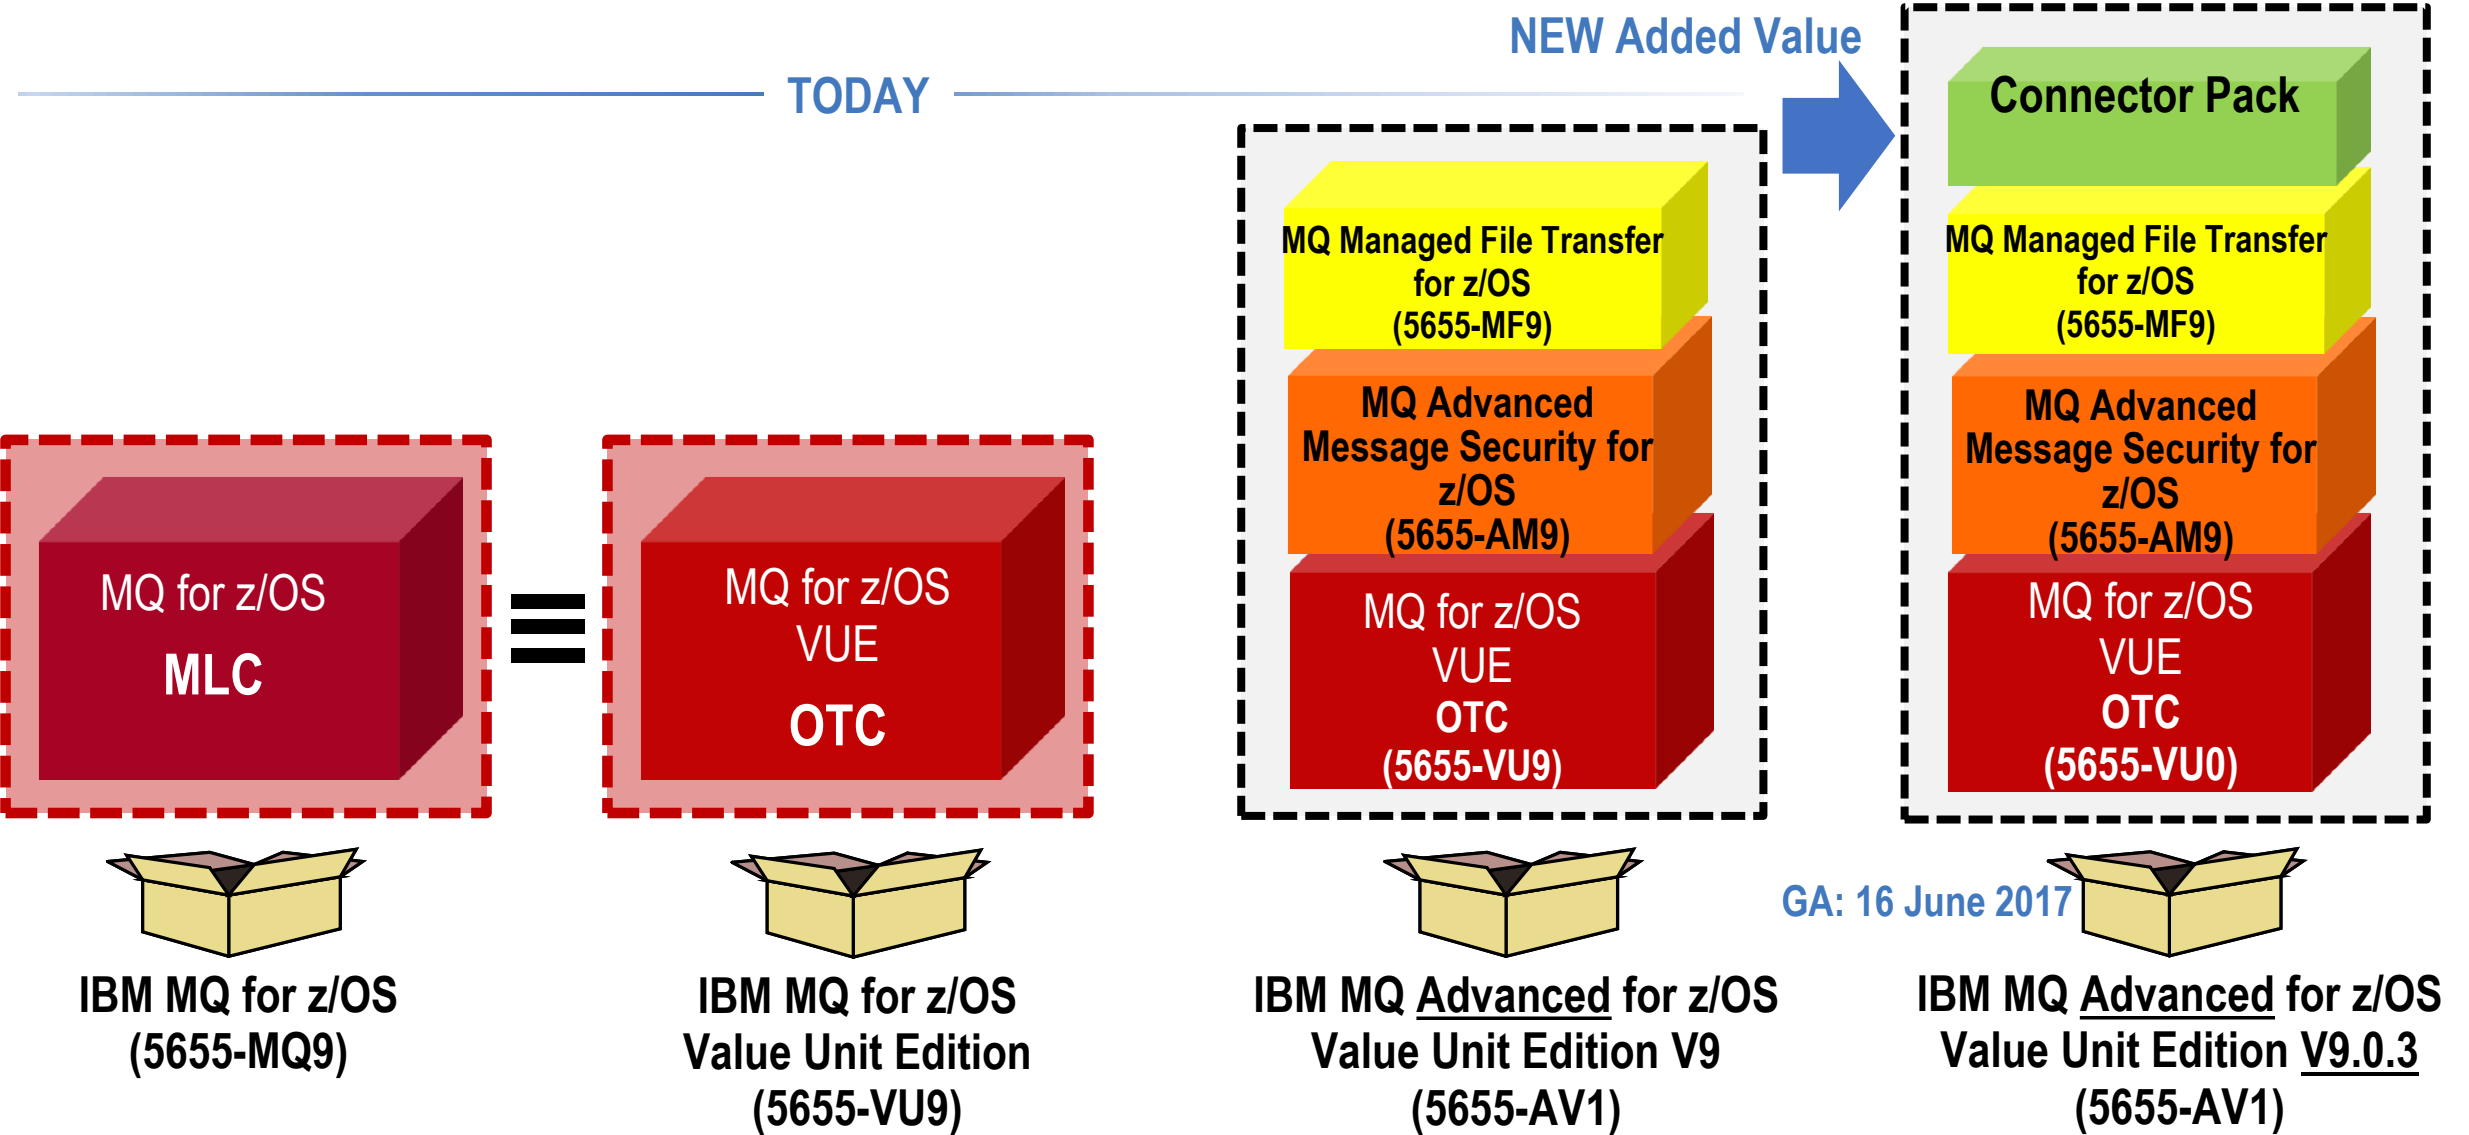 NEW Added Value
TODAY
MQ for z/OS
MLC
IBM MQ for z/OS
(5655-MQ9)
MQ for z/OS
VUE
OTC
IBM MQ for z/OS
Value Unit Edition
(5655-VU9)
MQ Managed File Transfer
for z/OS
(5655-MF9)
MQ Advanced
Message Security for
z/OS
(5655-AM9)
MQ for z/OS
VUE
OTC
(5655-VU9)
IBM MQ Advanced for z/OS
Value Unit Edition V9
(5655-AV1)
Connector Pack
MQ Managed File Transfer
for z/OS
(5655-MF9)
MQ Advanced
Message Security for
z/OS
(5655-AM9)
MQ for z/OS
VUE
OTC
(5655-VU0)
GA: 16 June 2017
IBM MQ Advanced for z/OS
Value Unit Edition V9.0.3
(5655-AV1)